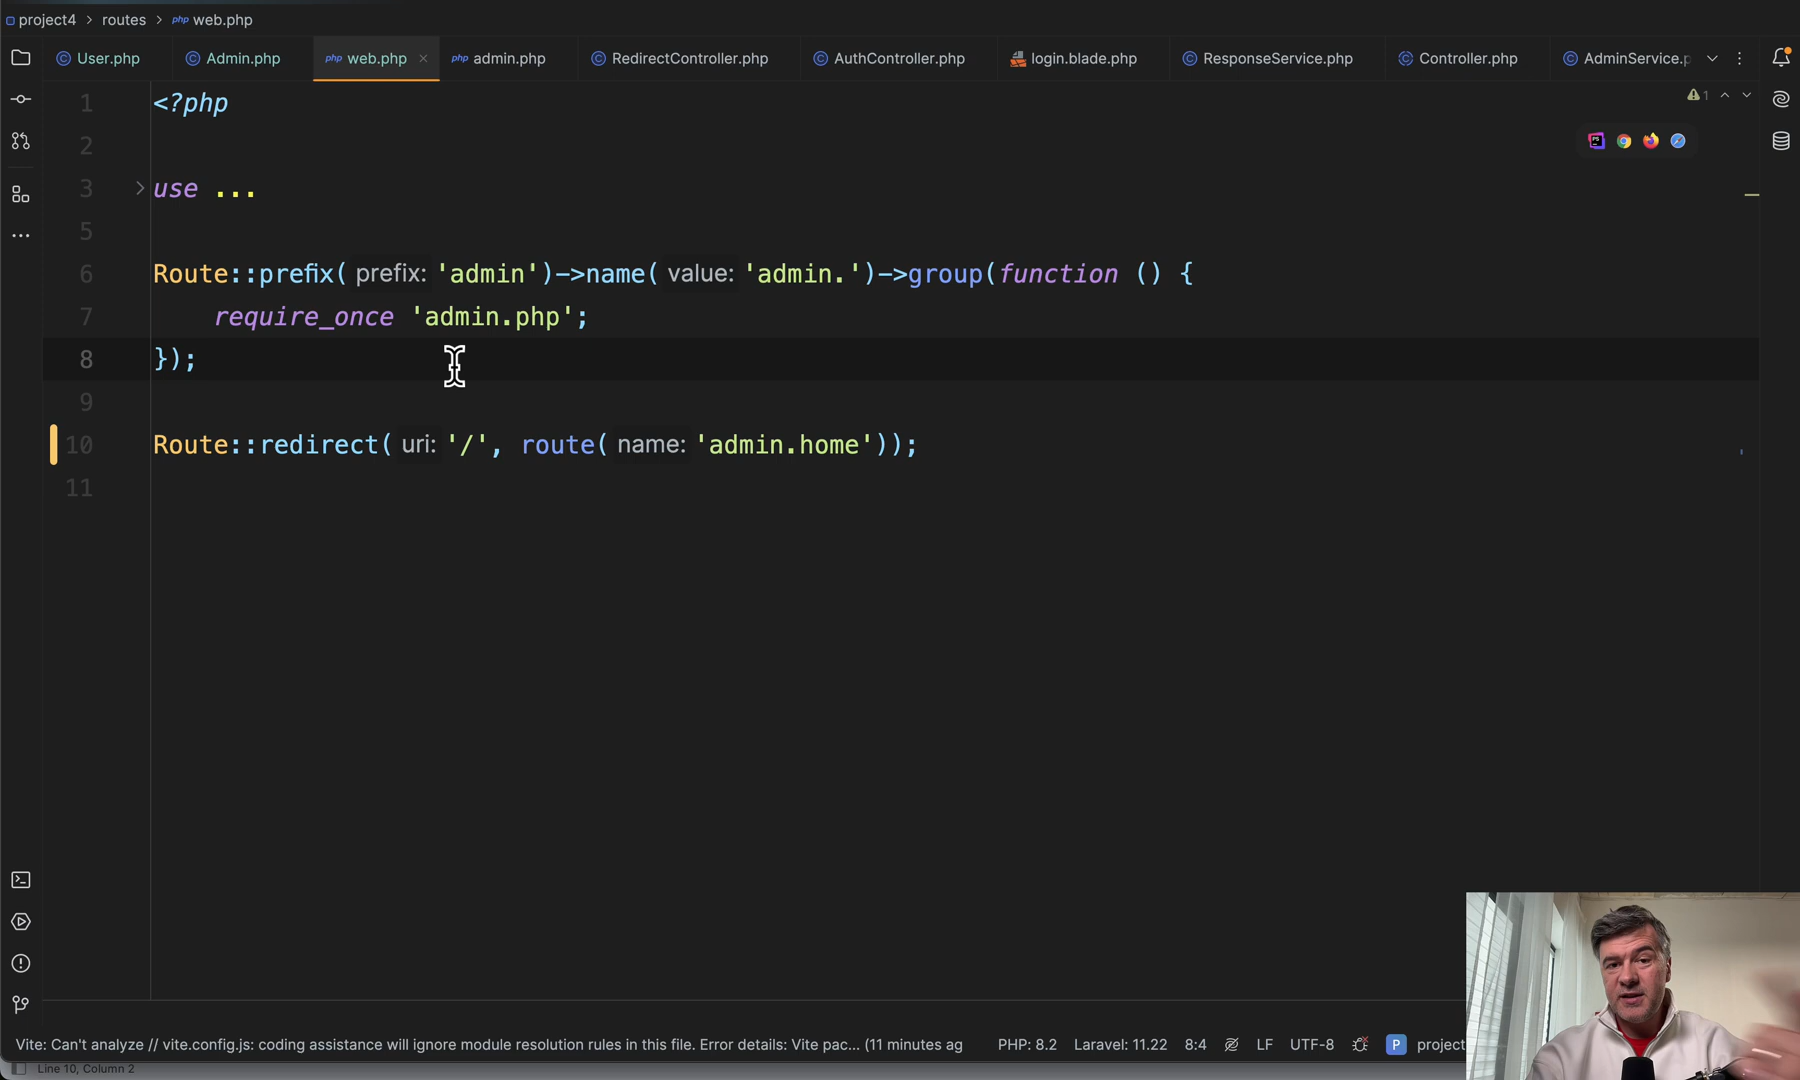 project4 > routes > php web.php
User.php
Admin.php
php web.php ×
php admin.php
RedirectController.php
AuthController.php
login.blade.php
ResponseService.php
Controller.php
AdminService.p
1 <?php
1
2
3 use ...
5
6 Route::prefix( prefix: 'admin')->name( value: 'admin.')->group(function () {
7 require_once 'admin.php';
8 });
9
10 Route::redirect( uri: '/', route( name: 'admin.home'));
11
Vite: Can't analyze // vite.config.js: coding assistance will ignore module resolution rules in this file. Error details: Vite pac... (11 minutes ag
PHP: 8.2
Laravel: 11.22
8:4
LF
UTF-8
P project
Line 10, Column 2